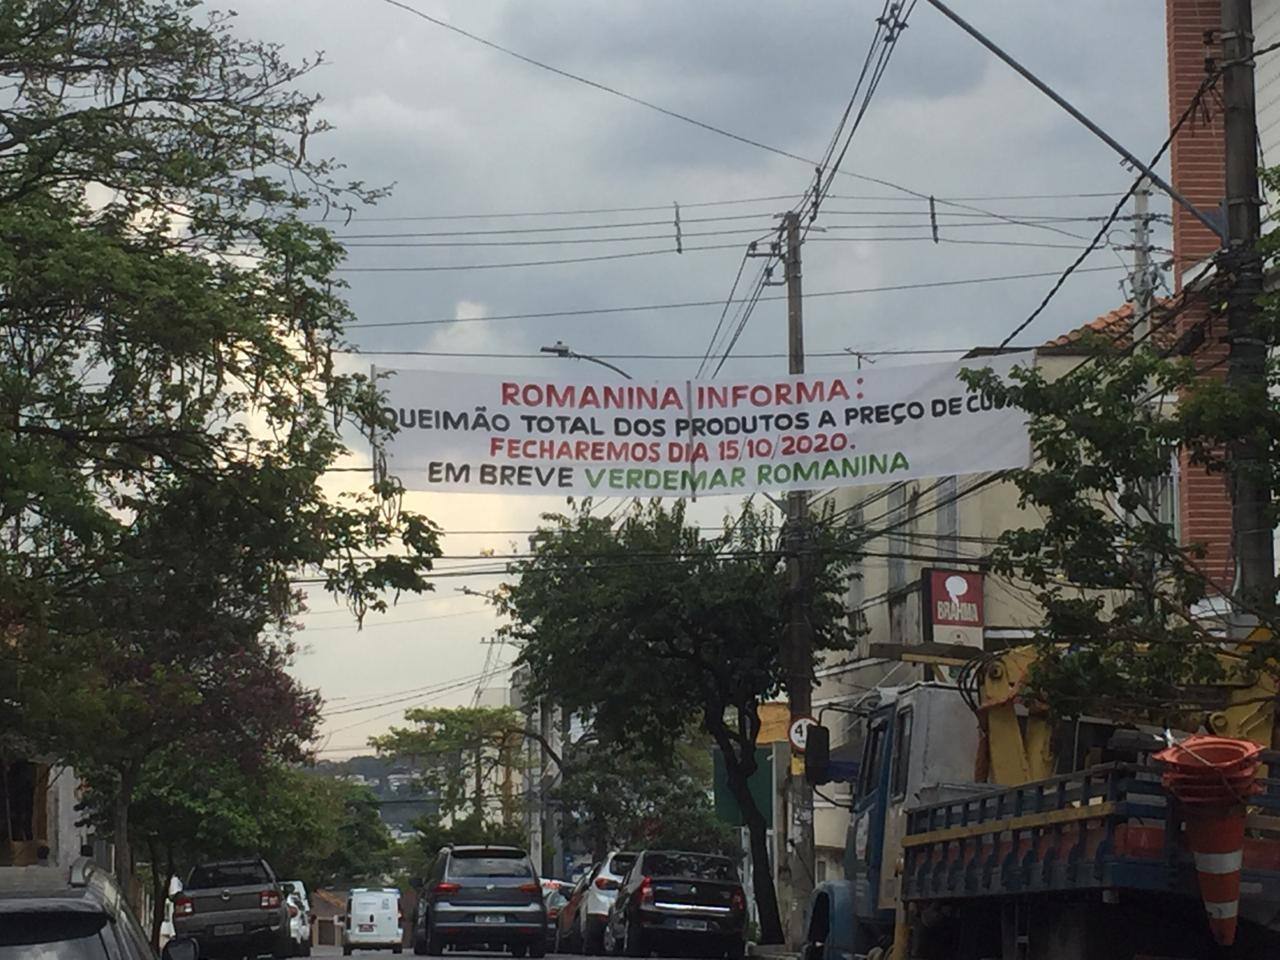 ROMANINA INFORMA:
QUEIMÃO TOTAL DOS PRODUTOS A PREÇO DE
FECHAREMOS DIA 15/10/2020.
EM BREVE VERDEMAR ROMANINA
BRAHMA